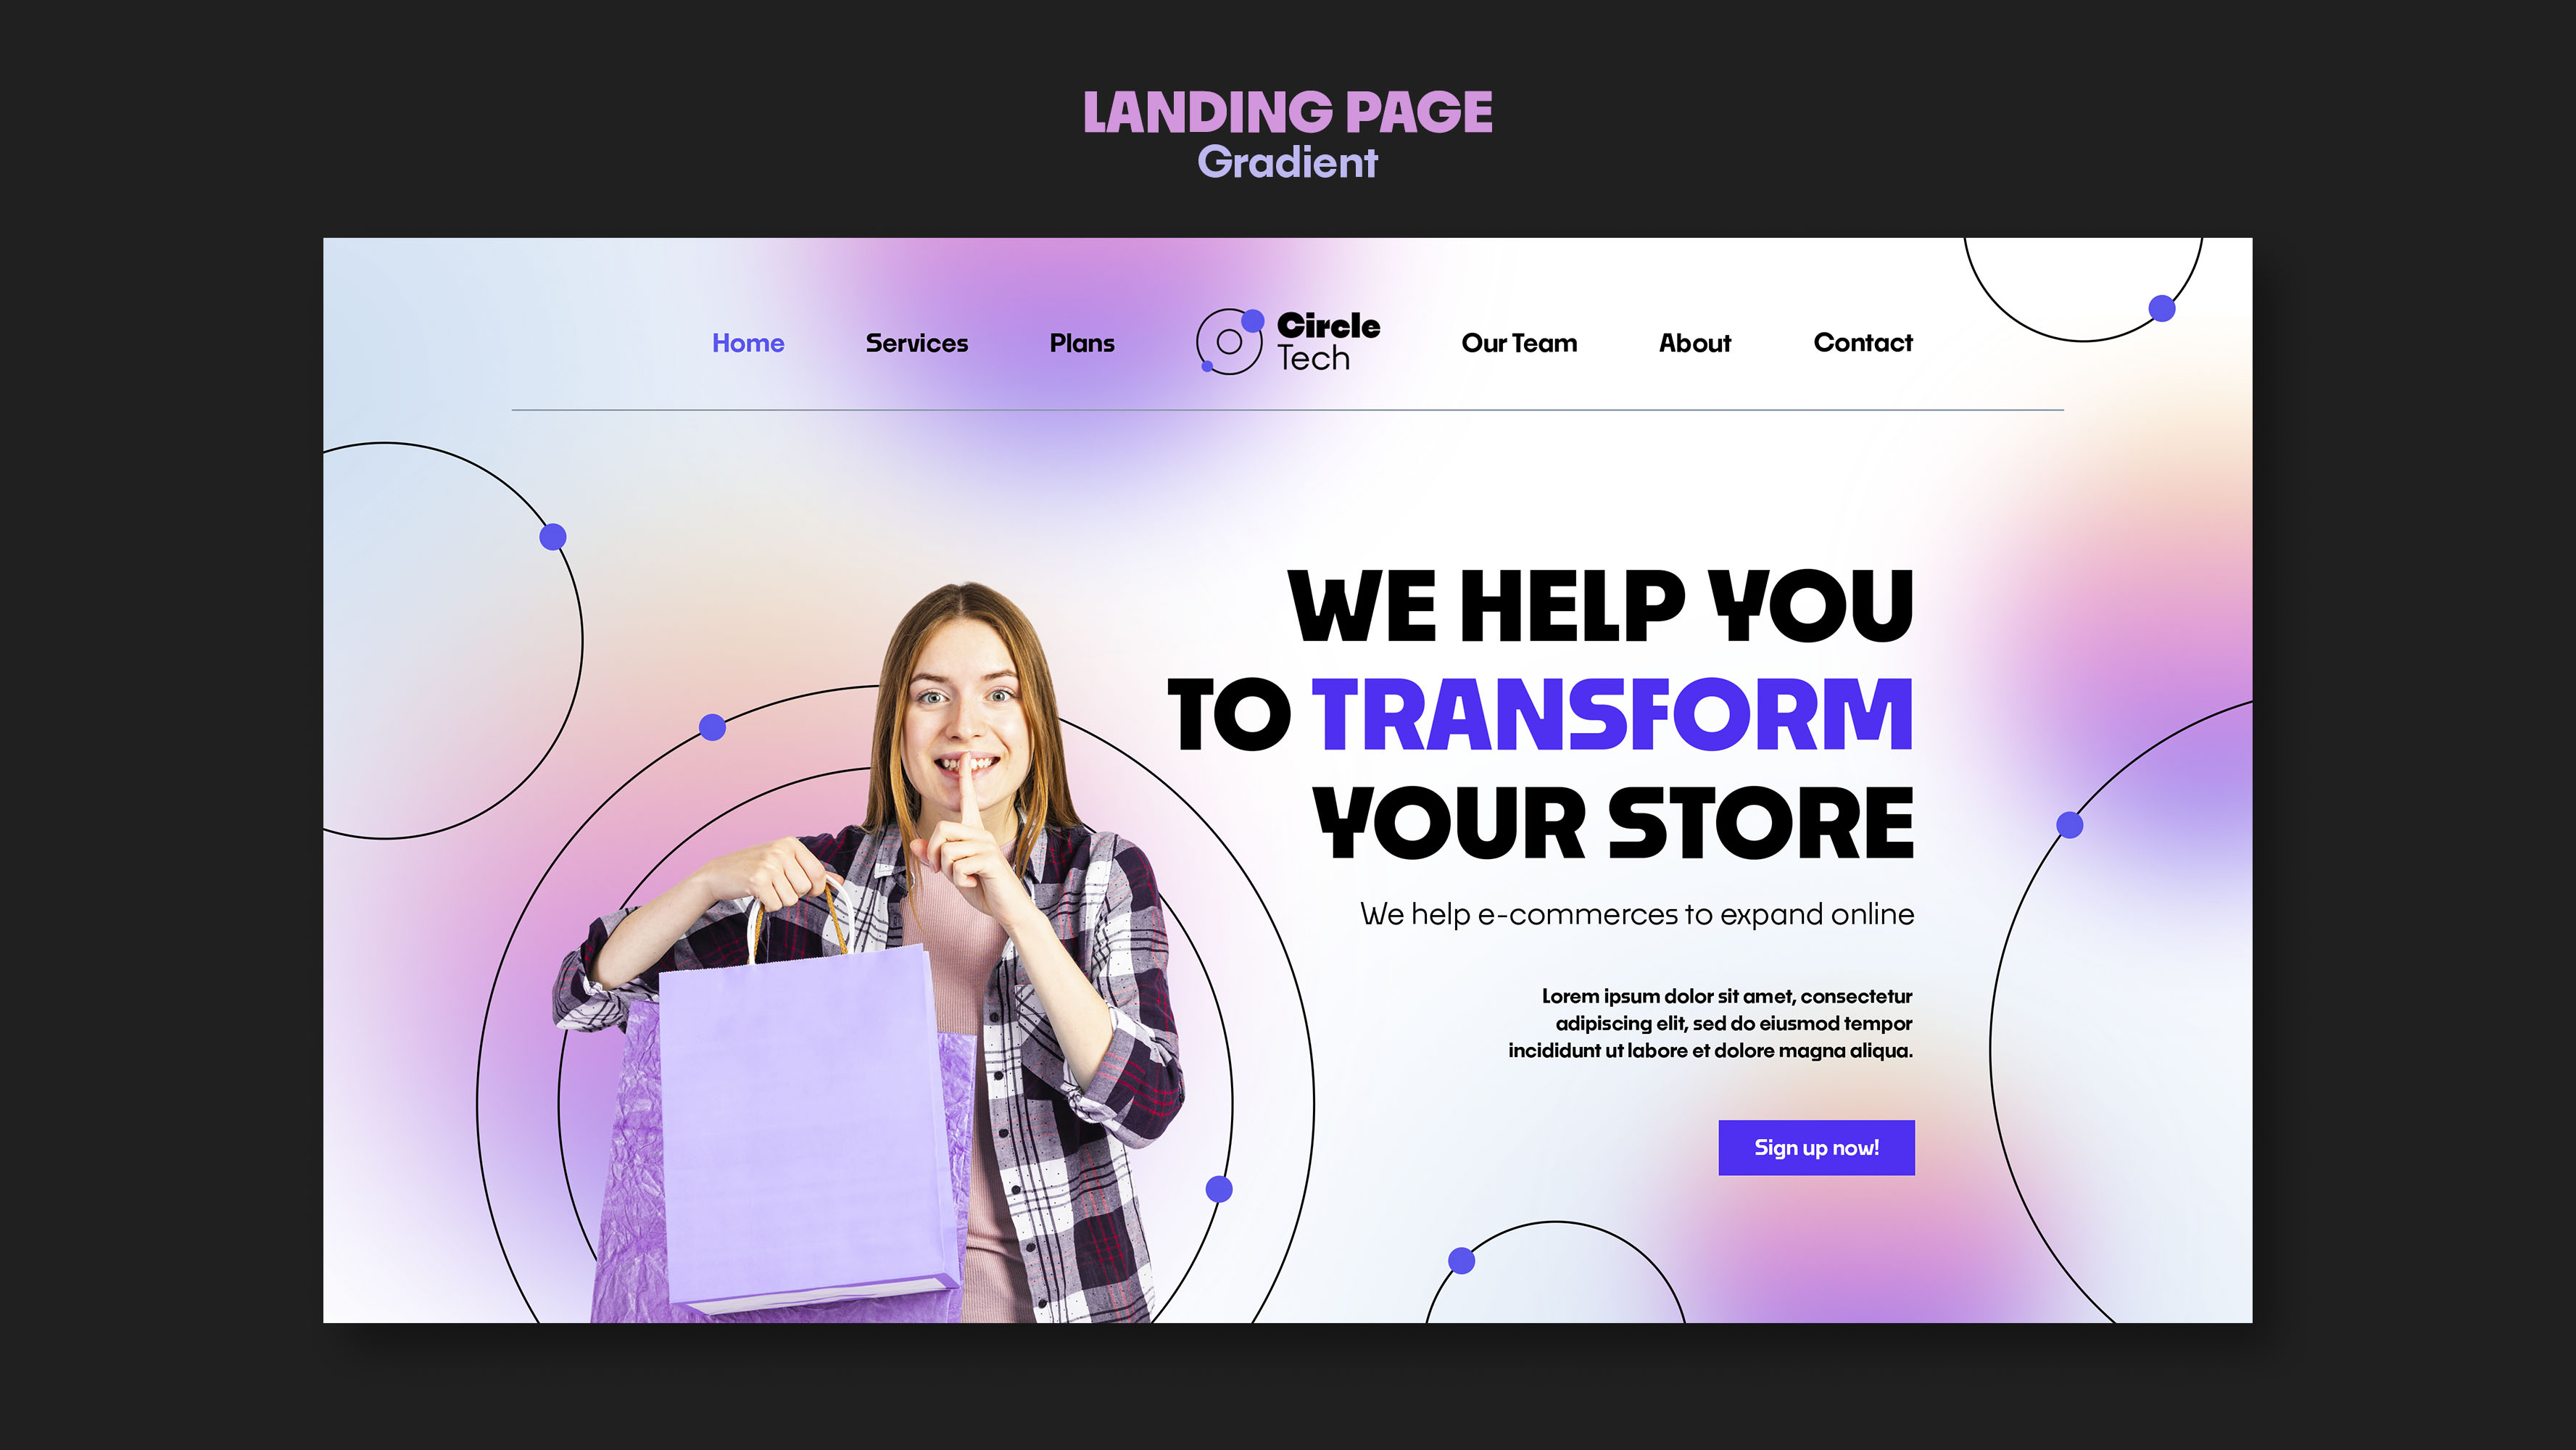 LANDING PAGE
Gradient
Home
Services
Plans
Circle
Tech
Our Team
About
Contact
WE HELP YOU
TO TRANSFORM
YOUR STORE
We help e-commerces to expand online
Lorem ipsum dolor sit amet, consectetur
adipiscing elit, sed do eiusmod tempor
incididunt ut labore et dolore magna aliqua.
Sign up now!